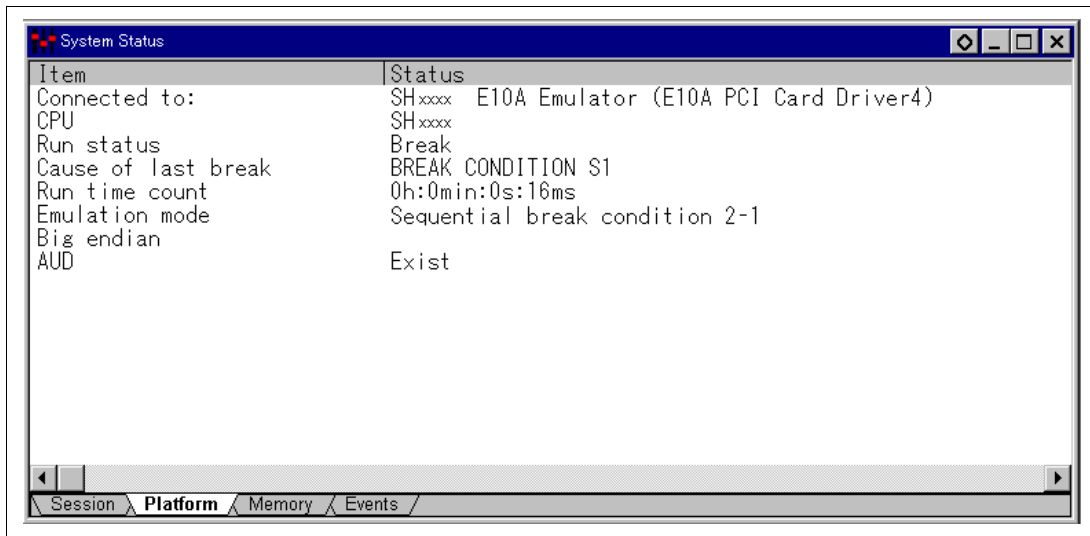 System Status
Item Status
Connected to: SHxxxx E10A Emulator (E10A PCI Card Driver4)
CPU SHxxxx
Run status Break
Cause of last break BREAK CONDITION S1
Run time count 0h:0min:0s:16ms
Emulation mode Sequential break condition 2-1
Big endian
AUD Exist
Session Platform Memory Events